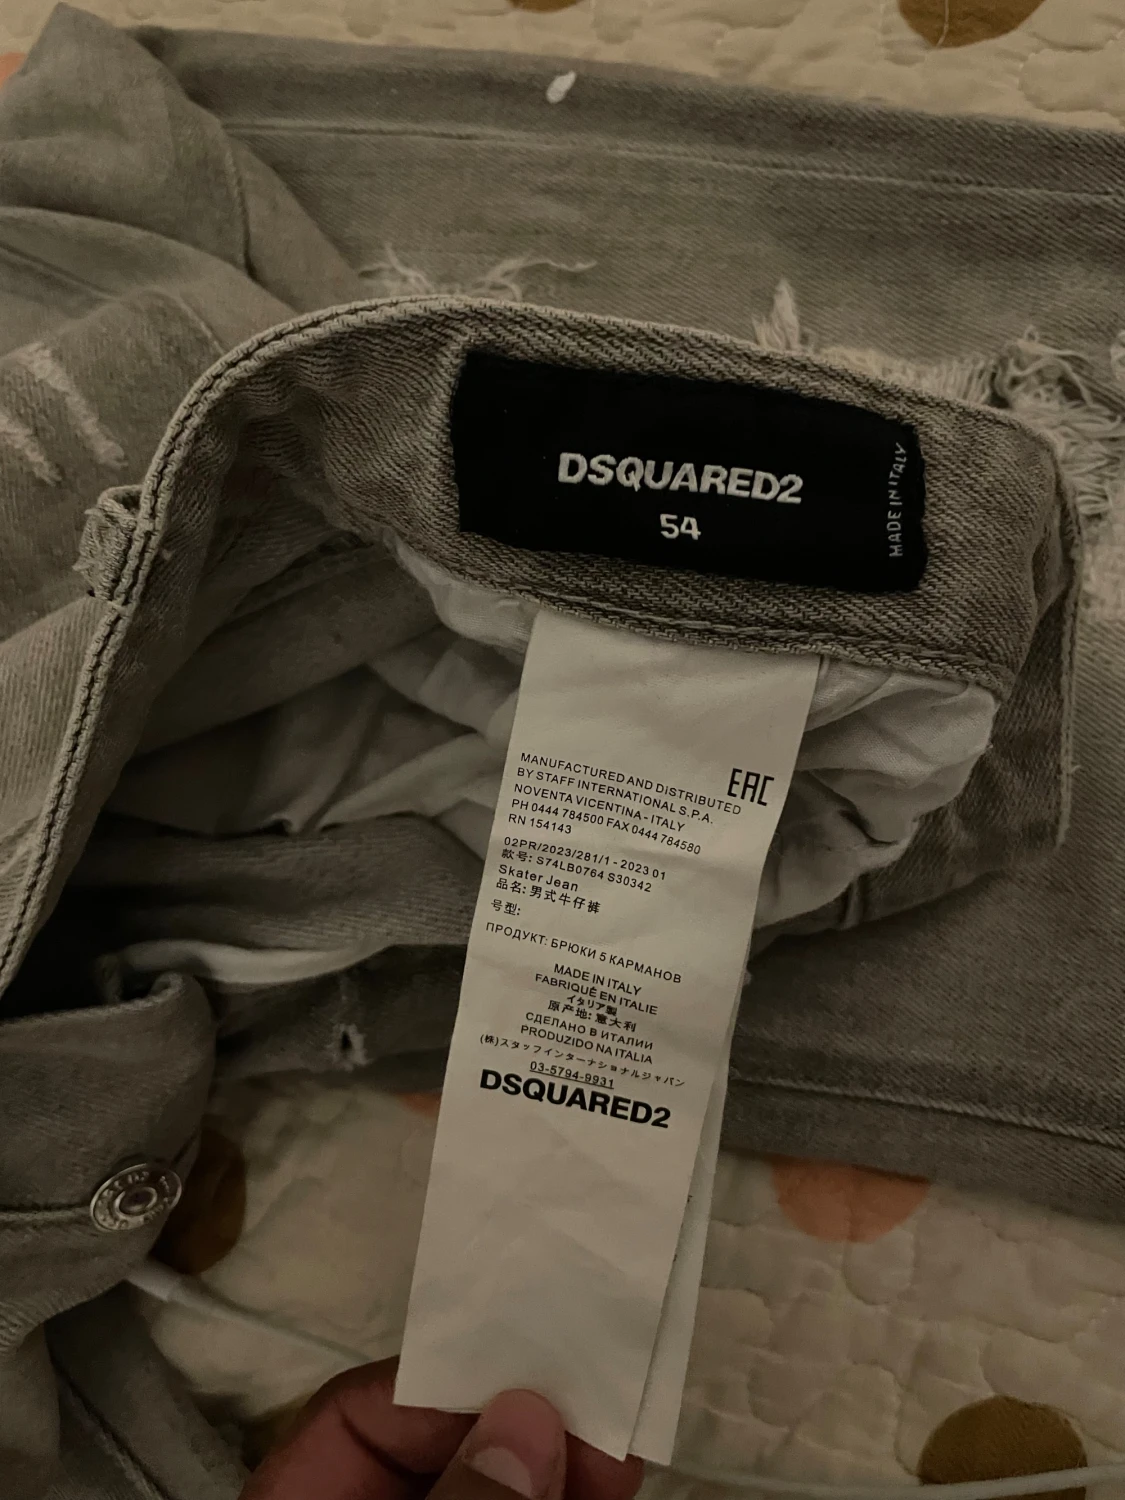 DSQUARED2
54
MADE IN ITALY
MANUFACTURED AND DISTRIBUTED
BY STAFF INTERNATIONAL S.P.A.
NOVENTA VICENTINA - ITALY
PH 0444 784500 FAX 0444 784580
RN 154143
EAC
02PR/2023/281/1 - 2023 01
款号: S74LB0764 S30342
Skater Jean
品名: 男式牛仔裤
号型:
ПРОДУКТ: БРЮКИ 5 КАРМАНОВ
MADE IN ITALY
FABRIQUÉ EN ITALIE
イタリア製
原产地: 意大利
СДЕЛАНО В ИТАЛИИ
PRODUZIDO NA ITALIA
(株)スタッフインターナショナルジャパン
03-5794-9931
DSQUARED2